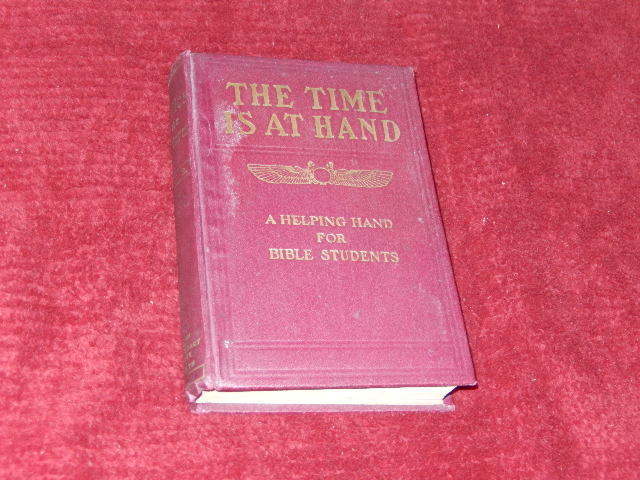 THE TIME
IS AT HAND
A HELPING HAND
FOR
BIBLE STUDENTS